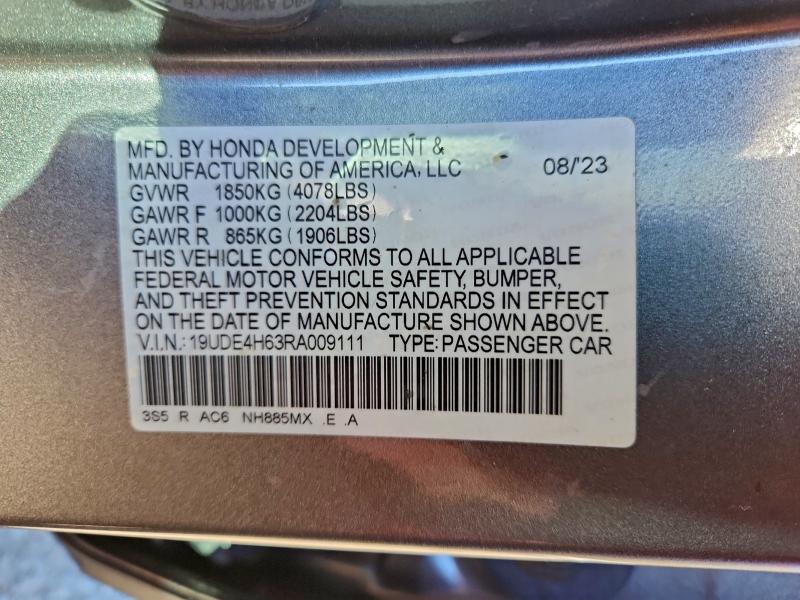 MFD. BY HONDA DEVELOPMENT &
MANUFACTURING OF AMERICA, LLC 08/'23
GVWR 1850KG (4078LBS)
GAWR F 1000KG (2204LBS)
GAWR R 865KG (1906LBS)
THIS VEHICLE CONFORMS TO ALL APPLICABLE
FEDERAL MOTOR VEHICLE SAFETY, BUMPER,
AND THEFT PREVENTION STANDARDS IN EFFECT
ON THE DATE OF MANUFACTURE SHOWN ABOVE.
V.I.N.: 19UDE4H63RA009111 TYPE: PASSENGER CAR
3S5 R AC6 NH885MX .E .A